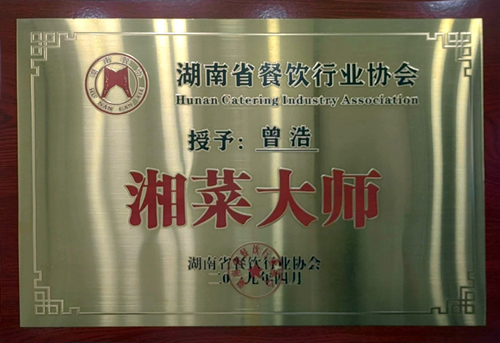 湖南省餐饮行业协会
Hunan Catering Industry Association
授予：曾浩
湘菜大师
湖南省餐饮行业协会
二〇一九年四月